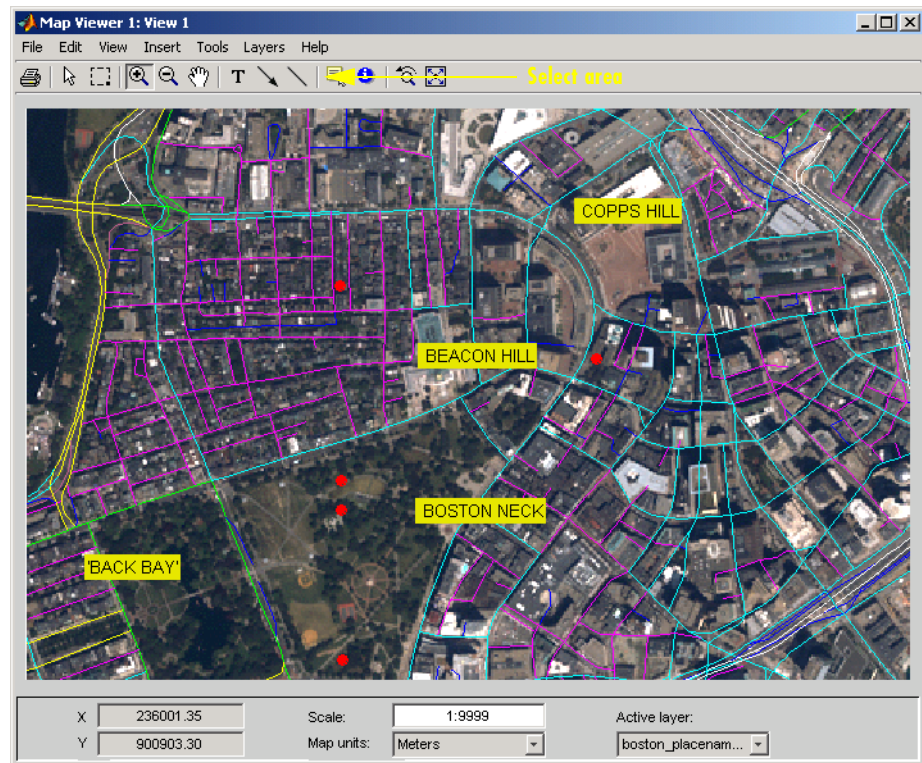 Map Viewer 1: View 1
File Edit View Insert Tools Layers Help
T Select area
COPPS HILL
BEACON HILL
BOSTON NECK
'BACK BAY'
X 236001.35 Scale: 1:9999 Active layer:
Y 900903.30 Map units: Meters boston_placenam...